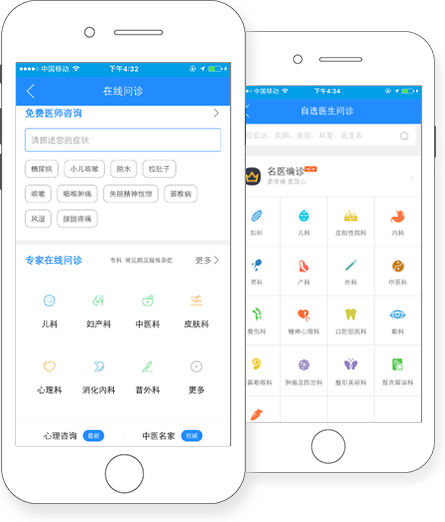 中国移动 下午4:32
在线问诊
免费医师咨询
请描述您的症状
糖尿病 小儿咳嗽 脱水 拉肚子
咳嗽 咽喉肿痛 失眠精神恍惚 颈椎病
风湿 腰腿疼痛
专家在线问诊 专科 常见病及疑难杂症 更多
儿科 妇产科 中医科 皮肤科
心理科 消化内科 普外科 更多
心理咨询 最新 中医名家 权威
中国移动 下午4:34
自选医生问诊
症状、疾病、医院、科室、医生名
名医确诊 NEW
更准确 更放心
妇科 儿科 皮肤性病科 内科
男科 产科 外科 中医科
骨伤科 精神心理科 口腔颌面科 眼科
鼻咽喉科 肿瘤及防治科 整形美容科 报告解读科